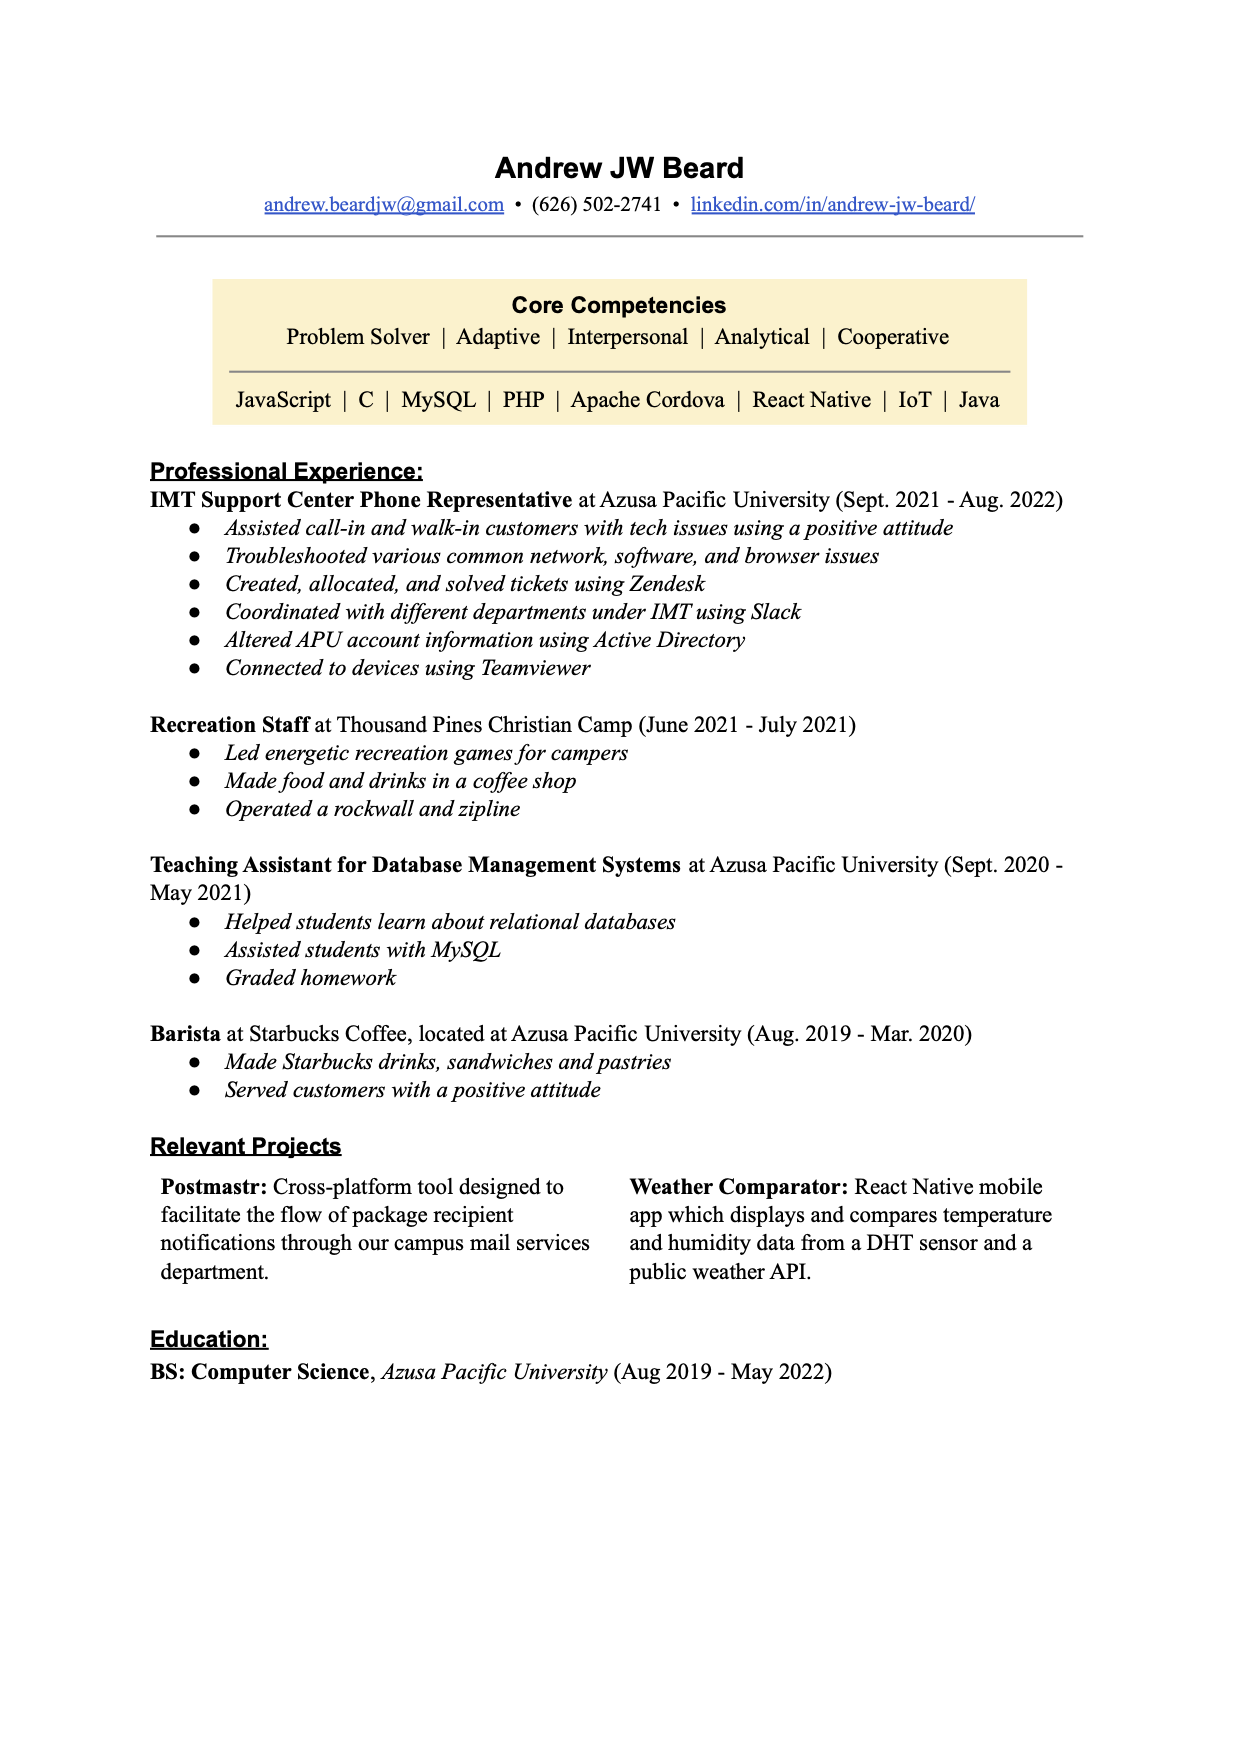 Andrew JW Beard
andrew.beardjw@gmail.com • (626) 502-2741 • linkedin.com/in/andrew-jw-beard/
Core Competencies
Problem Solver | Adaptive | Interpersonal | Analytical | Cooperative
JavaScript | C | MySQL | PHP | Apache Cordova | React Native | IoT | Java
Professional Experience:
IMT Support Center Phone Representative at Azusa Pacific University (Sept. 2021 - Aug. 2022)
● Assisted call-in and walk-in customers with tech issues using a positive attitude
● Troubleshooted various common network, software, and browser issues
● Created, allocated, and solved tickets using Zendesk
● Coordinated with different departments under IMT using Slack
● Altered APU account information using Active Directory
● Connected to devices using Teamviewer
Recreation Staff at Thousand Pines Christian Camp (June 2021 - July 2021)
● Led energetic recreation games for campers
● Made food and drinks in a coffee shop
● Operated a rockwall and zipline
Teaching Assistant for Database Management Systems at Azusa Pacific University (Sept. 2020 -
May 2021)
● Helped students learn about relational databases
● Assisted students with MySQL
● Graded homework
Barista at Starbucks Coffee, located at Azusa Pacific University (Aug. 2019 - Mar. 2020)
● Made Starbucks drinks, sandwiches and pastries
● Served customers with a positive attitude
Relevant Projects
Postmastr: Cross-platform tool designed to
facilitate the flow of package recipient
notifications through our campus mail services
department.
Weather Comparator: React Native mobile
app which displays and compares temperature
and humidity data from a DHT sensor and a
public weather API.
Education:
BS: Computer Science, Azusa Pacific University (Aug 2019 - May 2022)